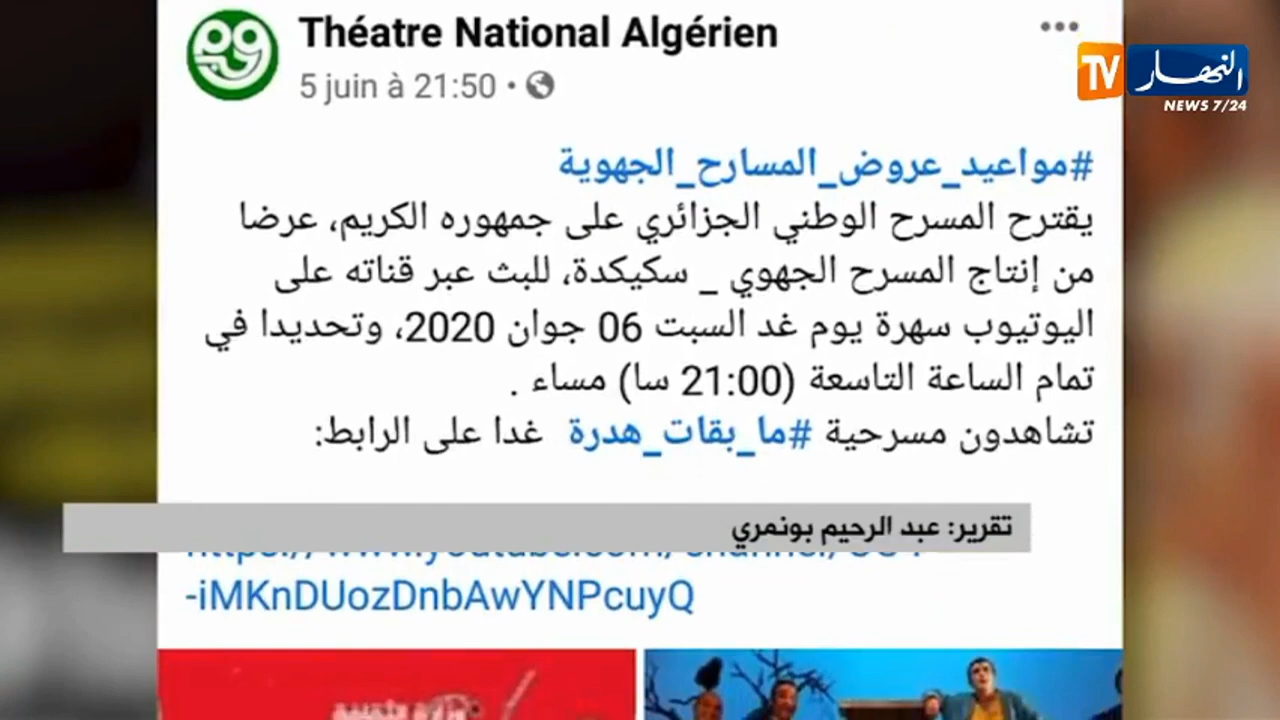 Théatre National Algérien
5 juin à 21:50
TV النهار
NEWS 7/24
#مواعيد_عروض_المسارح_الجهوية
يقترح المسرح الوطني الجزائري على جمهوره الكريم، عرضا
من إنتاج المسرح الجهوي _ سكيكدة، للبث عبر قناته على
اليوتيوب سهرة يوم غد السبت 06 جوان 2020، وتحديدا في
تمام الساعة التاسعة (21:00 سا) مساء .
تشاهدون مسرحية #ما_بقات_هدرة غدا على الرابط:
تقرير: عبد الرحيم بونمري
-iMKnDUozDnbAwYNPcuyQ